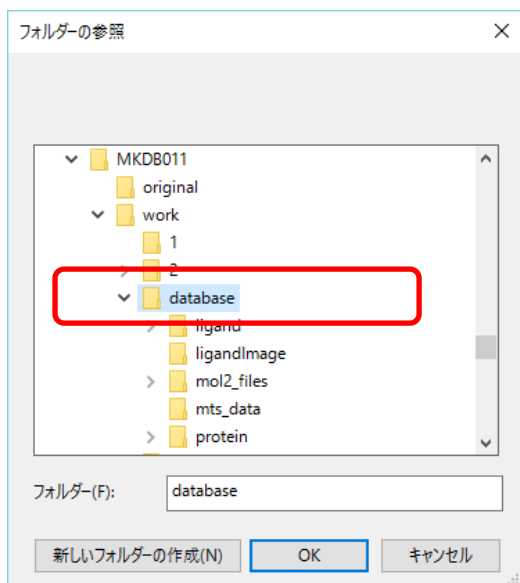 フォルダーの参照
MKDB011
original
work
1
2
database
ligand
ligandImage
mol2_files
mts_data
protein
フォルダー(F):
database
新しいフォルダーの作成(N)
OK
キャンセル